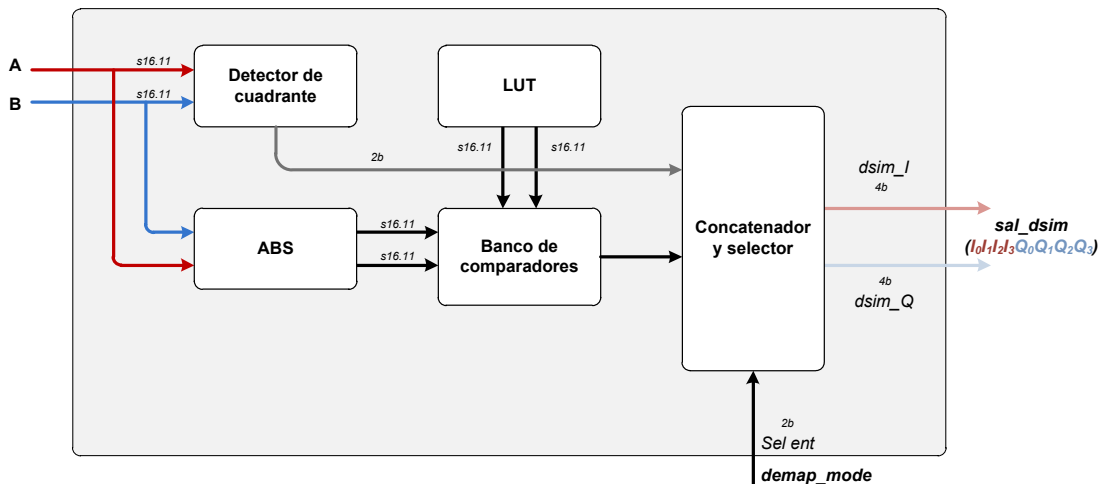 A
B
s16.11
s16.11
Detector de
cuadrante
LUT
2b
s16.11
s16.11
ABS
s16.11
s16.11
Banco de
comparadores
Concatenador
y selector
dsim_I
4b
sal_dsim
(I₀I₁I₂I₃Q₀Q₁Q₂Q₃)
4b
dsim_Q
2b
Sel ent
demap_mode